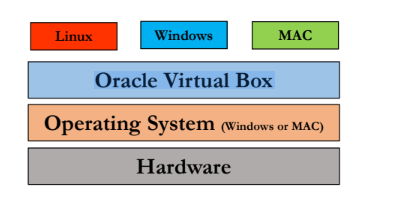 Linux Windows MAC
Oracle Virtual Box
Operating System (Windows or MAC)
Hardware